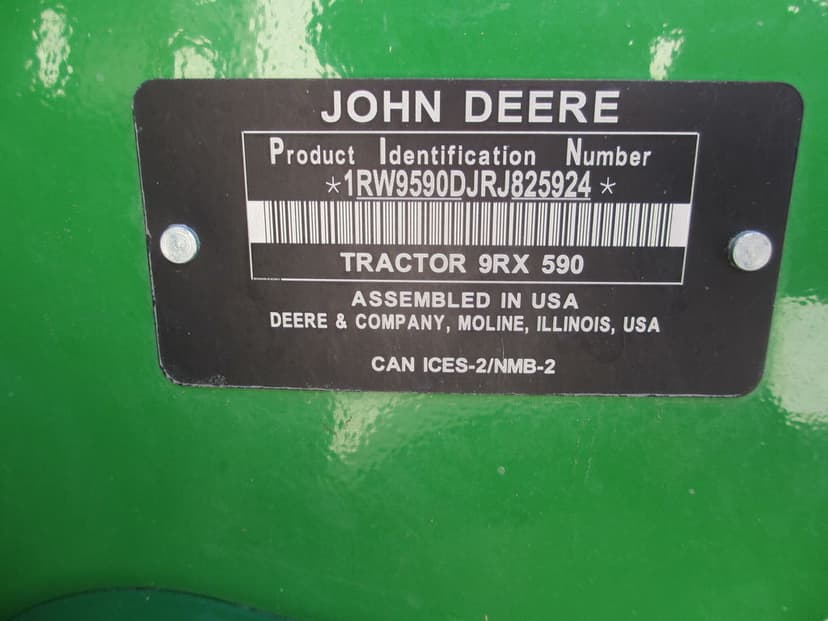 JOHN DEERE
Product Identification Number
*1RW9590DJRJ825924*
TRACTOR 9RX 590
ASSEMBLED IN USA
DEERE & COMPANY, MOLINE, ILLINOIS, USA
CAN ICES-2/NMB-2